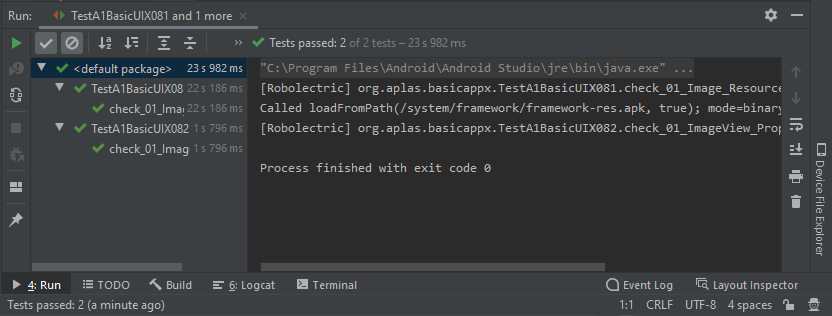 Run: TestA1BasicUIX081 and 1 more ×
» Tests passed: 2 of 2 tests – 23 s 982 ms
<default package> 23 s 982 ms
TestA1BasicUIX08 22 s 186 ms
check_01_Imag 22 s 186 ms
TestA1BasicUIX082 1 s 796 ms
check_01_Imag 1 s 796 ms
"C:\Program Files\Android\Android Studio\jre\bin\java.exe" ...
[Robolectric] org.aplas.basicappx.TestA1BasicUIX081.check_01_Image_Resource
Called loadFromPath(/system/framework/framework-res.apk, true); mode=binary
[Robolectric] org.aplas.basicappx.TestA1BasicUIX082.check_01_ImageView_Prop
Process finished with exit code 0
Device File Explorer
4: Run TODO Build 6: Logcat Terminal Event Log Layout Inspector
Tests passed: 2 (a minute ago) 1:1 CRLF UTF-8 4 spaces